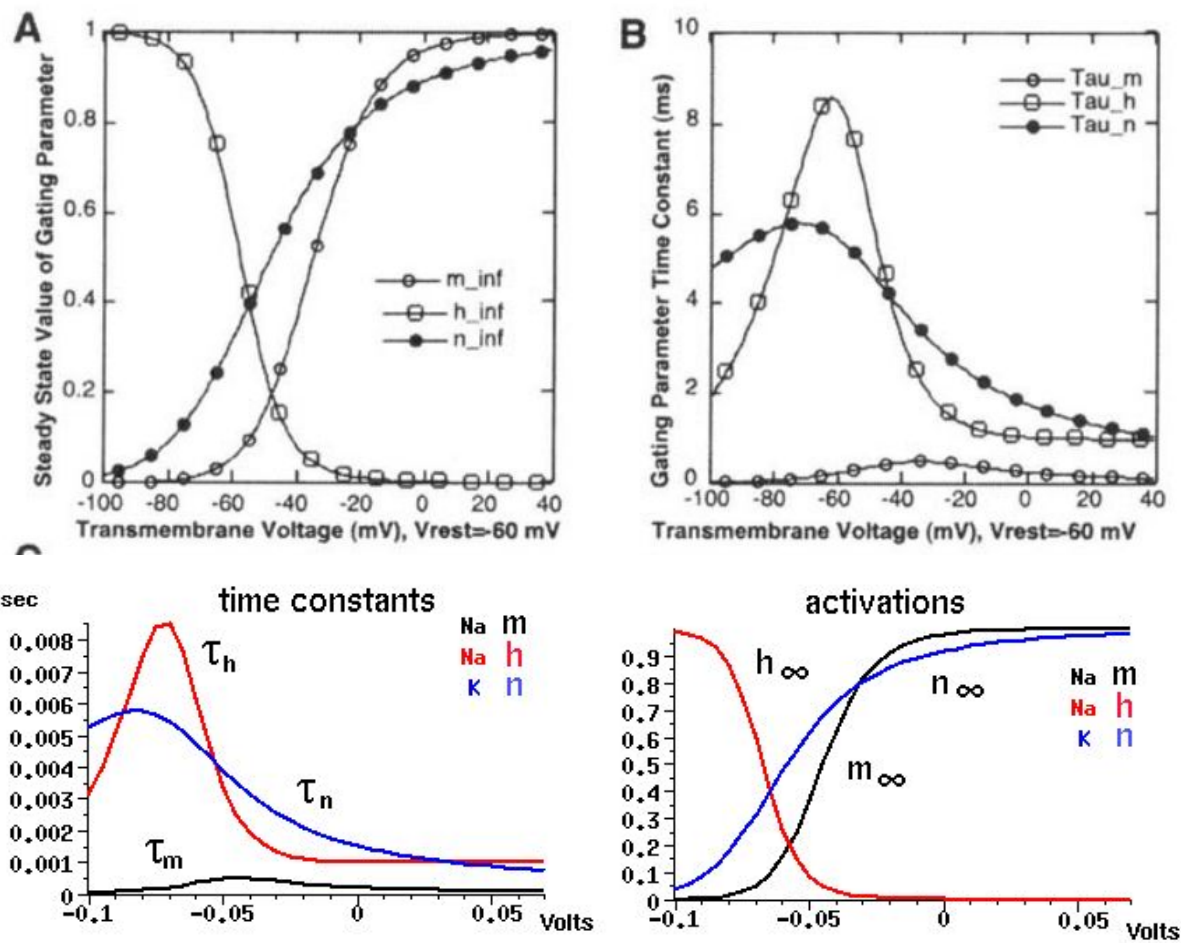 A
Steady State Value of Gating Parameter
1
0.8
0.6
0.4
0.2
0
m_inf
h_inf
n_inf
-100 -80 -60 -40 -20 0 20 40
Transmembrane Voltage (mV), Vrest=-60 mV
B
Gating Parameter Time Constant (ms)
10
8
6
4
2
0
Tau_m
Tau_h
Tau_n
-100 -80 -60 -40 -20 0 20 40
Transmembrane Voltage (mV), Vrest=-60 mV
sec
time constants
0.008
0.007
0.006
0.005
0.004
0.003
0.002
0.001
0
Na m
Na h
K n
τh
τn
τm
-0.1 -0.05 0 0.05 Volts
activations
0.9
0.8
0.7
0.6
0.5
0.4
0.3
0.2
0.1
0
h∞
n∞
m∞
Na m
Na h
K n
-0.1 -0.05 0 0.05 Volts